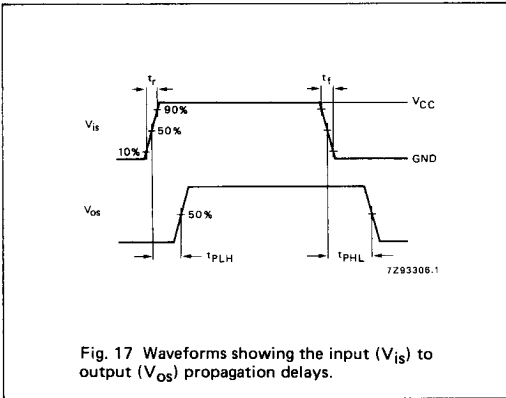 tr
tf
90%
VCC
Vis
50%
10%
GND
Vos
50%
tPLH
tPHL
7Z93306.1
Fig. 17 Waveforms showing the input (Vis) to
output (Vos) propagation delays.